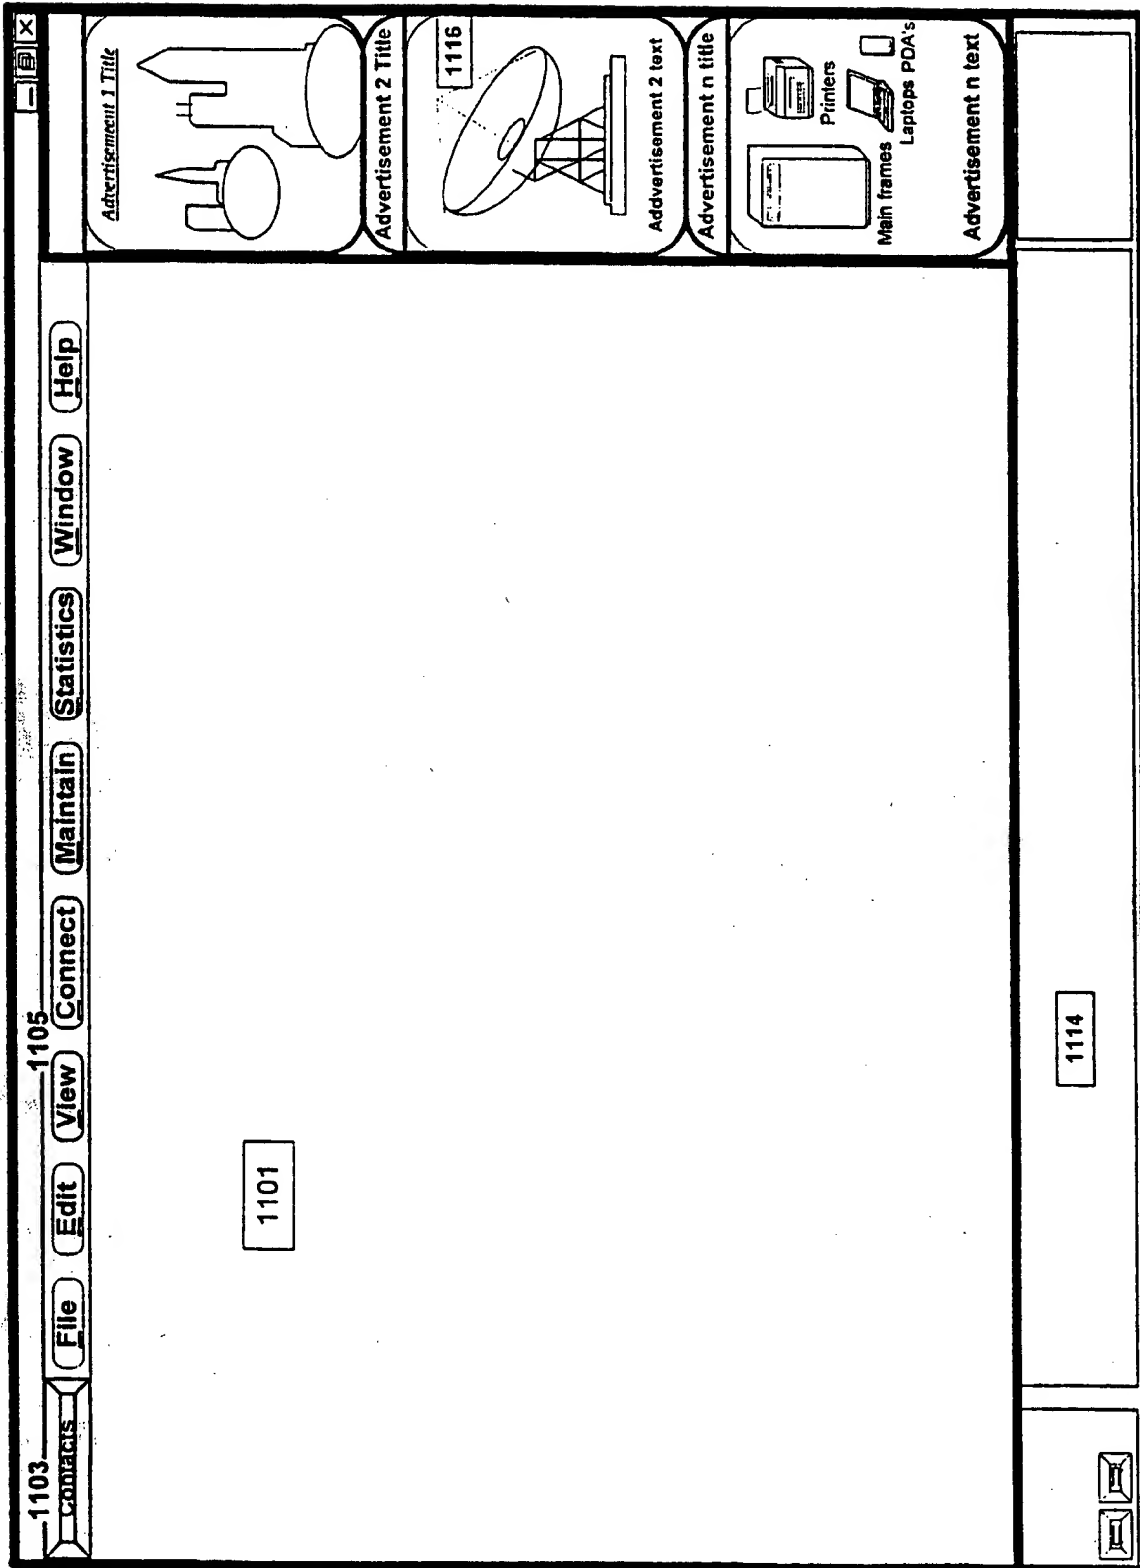 1103 1105
Contacts File Edit View Connect Maintain Statistics Window Help
Advertisement 1 Title
Advertisement 2 Title
1116
Addvertisement 2 text
Advertisement n title
Printers
Main frames Laptops PDA's
Advertisement n text
1101
1114